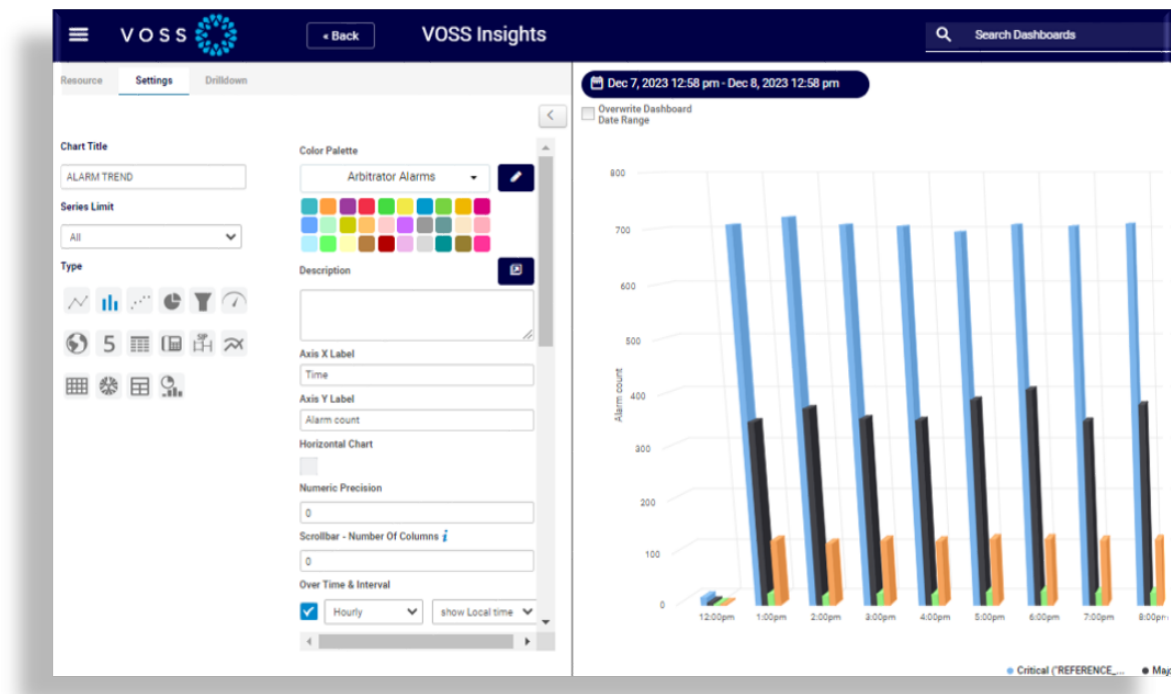 VOSS
« Back
VOSS Insights
Search Dashboards
Resource
Settings
Drilldown
Chart Title
ALARM TREND
Series Limit
All
Type
5
SIP
Color Palette
Arbitrator Alarms
Description
Axis X Label
Time
Axis Y Label
Alarm count
Horizontal Chart
Numeric Precision
0
Scrollbar - Number Of Columns i
0
Over Time & Interval
Hourly
show Local time
Dec 7, 2023 12:58 pm - Dec 8, 2023 12:58 pm
Overwrite Dashboard
Date Range
800
700
600
500
400
300
200
100
0
Alarm count
12:00pm 1:00pm 2:00pm 3:00pm 4:00pm 5:00pm 6:00pm 7:00pm 8:00pm
Critical ("REFERENCE_... Maj